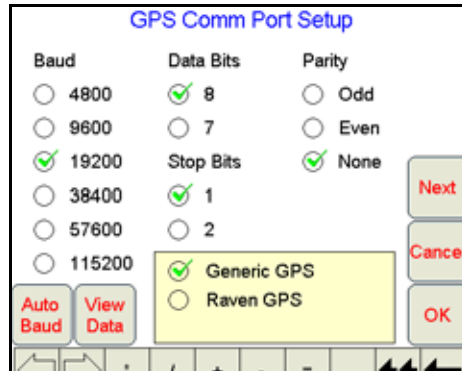 GPS Comm Port Setup
Baud
4800
9600
19200
38400
57600
115200
Data Bits
8
7
Stop Bits
1
2
Parity
Odd
Even
None
Generic GPS
Raven GPS
Next
Cance
OK
Auto
Baud
View
Data